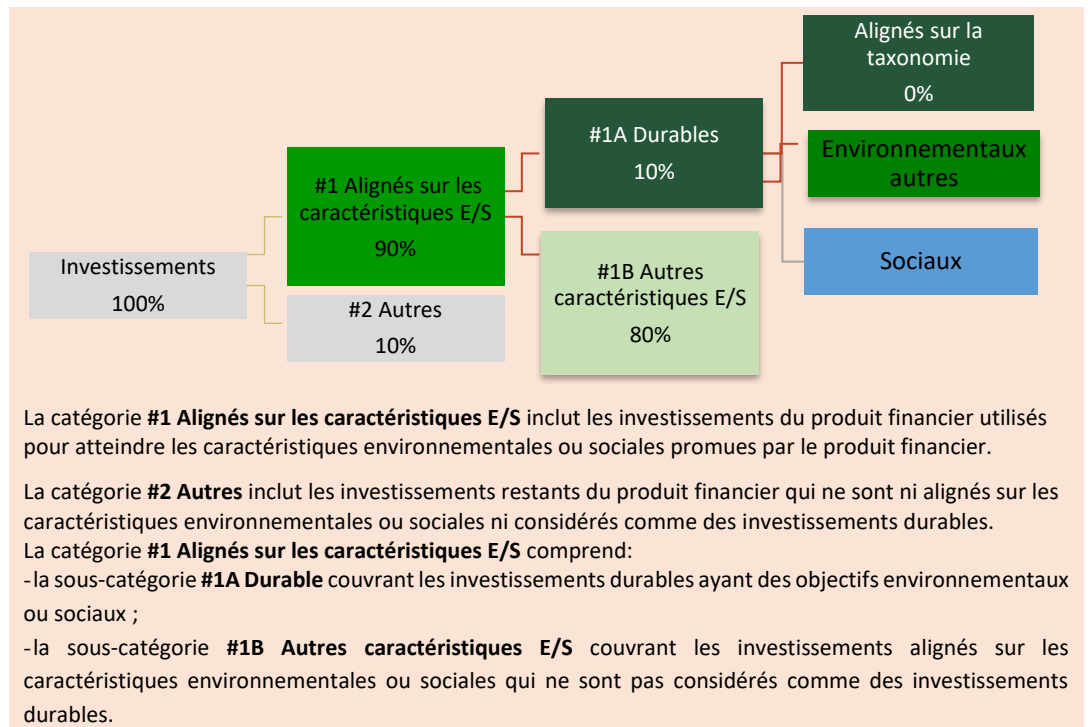 Investissements
100%
#1 Alignés sur les
caractéristiques E/S
90%
#2 Autres
10%
#1A Durables
10%
#1B Autres
caractéristiques E/S
80%
Alignés sur la
taxonomie
0%
Environnementaux
autres
Sociaux
La catégorie #1 Alignés sur les caractéristiques E/S inclut les investissements du produit financier utilisés
pour atteindre les caractéristiques environnementales ou sociales promues par le produit financier.
La catégorie #2 Autres inclut les investissements restants du produit financier qui ne sont ni alignés sur les
caractéristiques environnementales ou sociales ni considérés comme des investissements durables.
La catégorie #1 Alignés sur les caractéristiques E/S comprend:
-la sous-catégorie #1A Durable couvrant les investissements durables ayant des objectifs environnementaux
ou sociaux ;
-la sous-catégorie #1B Autres caractéristiques E/S couvrant les investissements alignés sur les
caractéristiques environnementales ou sociales qui ne sont pas considérés comme des investissements
durables.